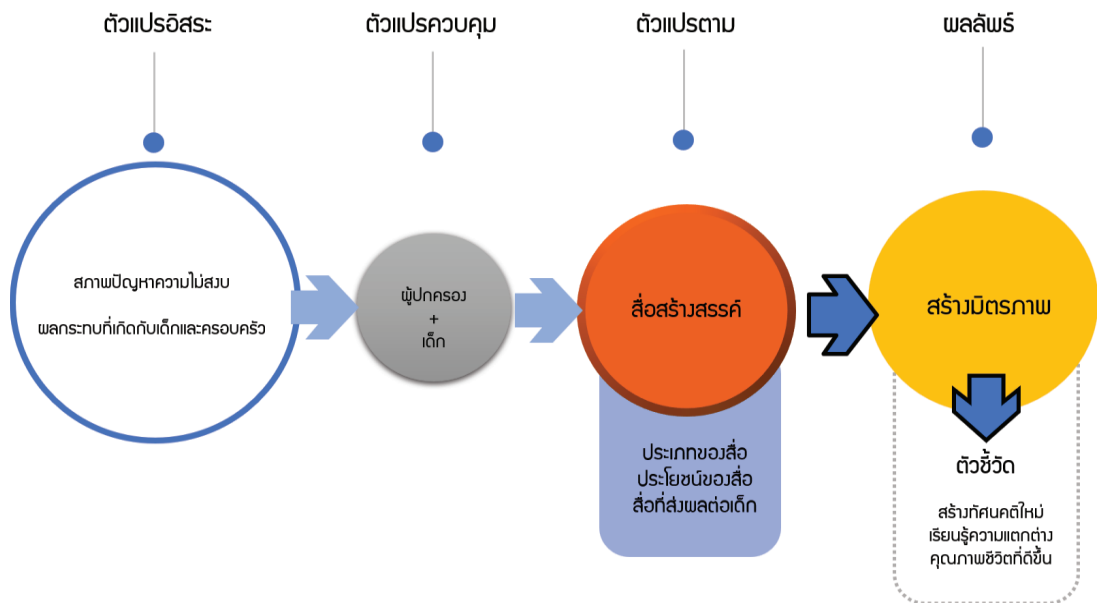 ตัวแปรอิสระ
ตัวแปรควบคุม
ตัวแปรตาม
ผลลัพธ์
สภาพปัญหาความไม่สงบ
ผลกระทบที่เกิดกับเด็กและครอบครัว
ผู้ปกครอง
+
เด็ก
สื่อสร้างสรรค์
ประเภทของสื่อ
ประโยชน์ของสื่อ
สื่อที่ส่งผลต่อเด็ก
สร้างมิตรภาพ
ตัวชี้วัด
สร้างทัศนคติใหม่
เรียนรู้ความแตกต่าง
คุณภาพชีวิตที่ดีขึ้น